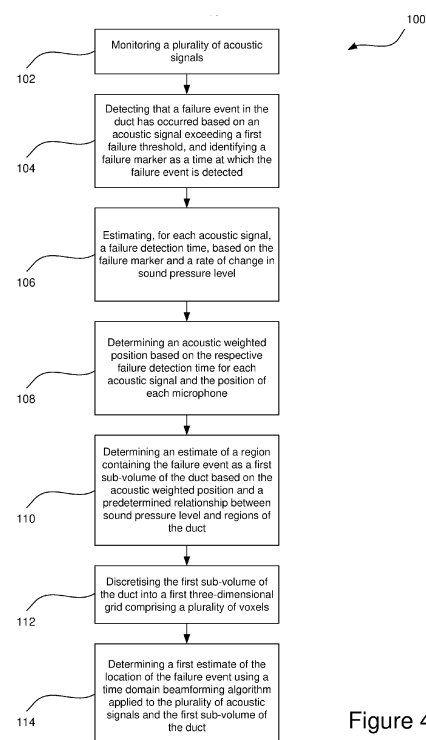 100
Monitoring a plurality of acoustic
signals
102
Detecting that a failure event in the
duct has occurred based on an
acoustic signal exceeding a first
failure threshold, and identifying a
failure marker as a time at which the
failure event is detected
104
Estimating, for each acoustic signal,
a failure detection time, based on the
failure marker and a rate of change in
sound pressure level
106
Determining an acoustic weighted
position based on the respective
failure detection time for each
acoustic signal and the position of
each microphone
108
Determining an estimate of a region
containing the failure event as a first
sub-volume of the duct based on the
acoustic weighted position and a
predetermined relationship between
sound pressure level and regions of
the duct
110
Discretising the first sub-volume of
the duct into a first three-dimensional
grid comprising a plurality of voxels
112
Determining a first estimate of the
location of the failure event using a
time domain beamforming algorithm
applied to the plurality of acoustic
signals and the first sub-volume of the
duct
114
Figure 4